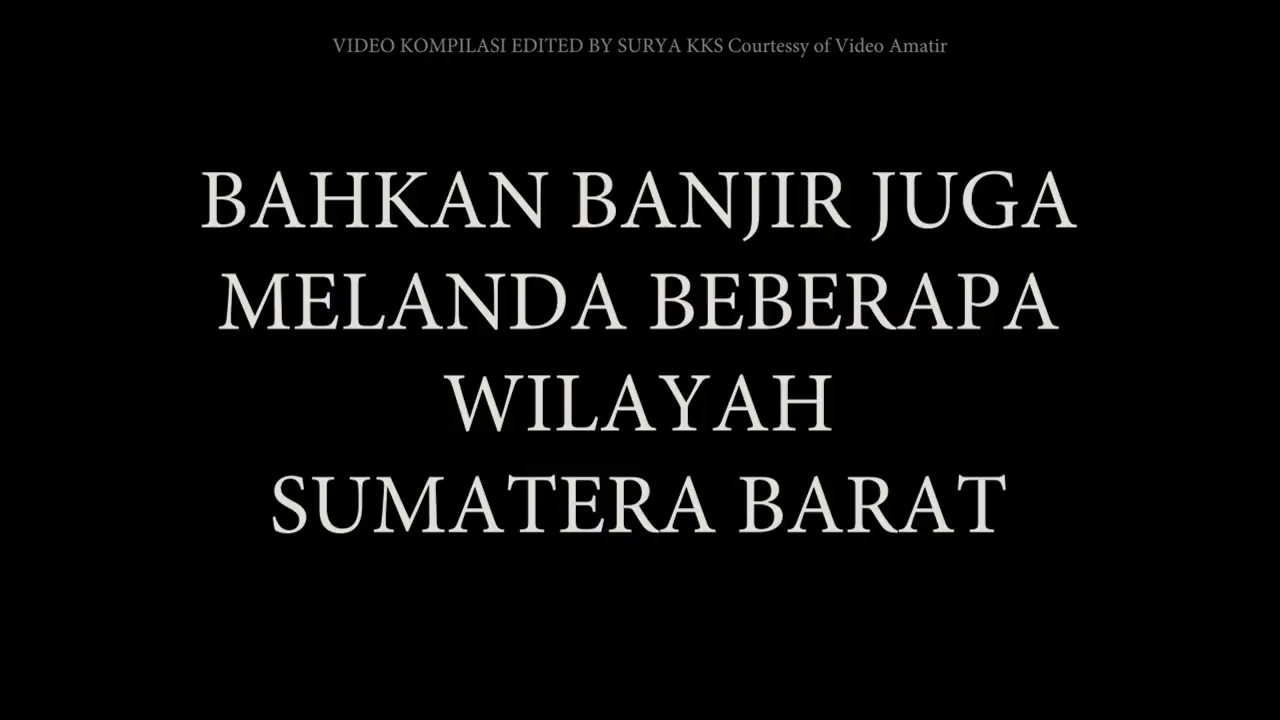 VIDEO KOMPILASI EDITED BY SURYA KKS Courtessy of Video Amatir
BAHKAN BANJIR JUGA
MELANDA BEBERAPA
WILAYAH
SUMATERA BARAT